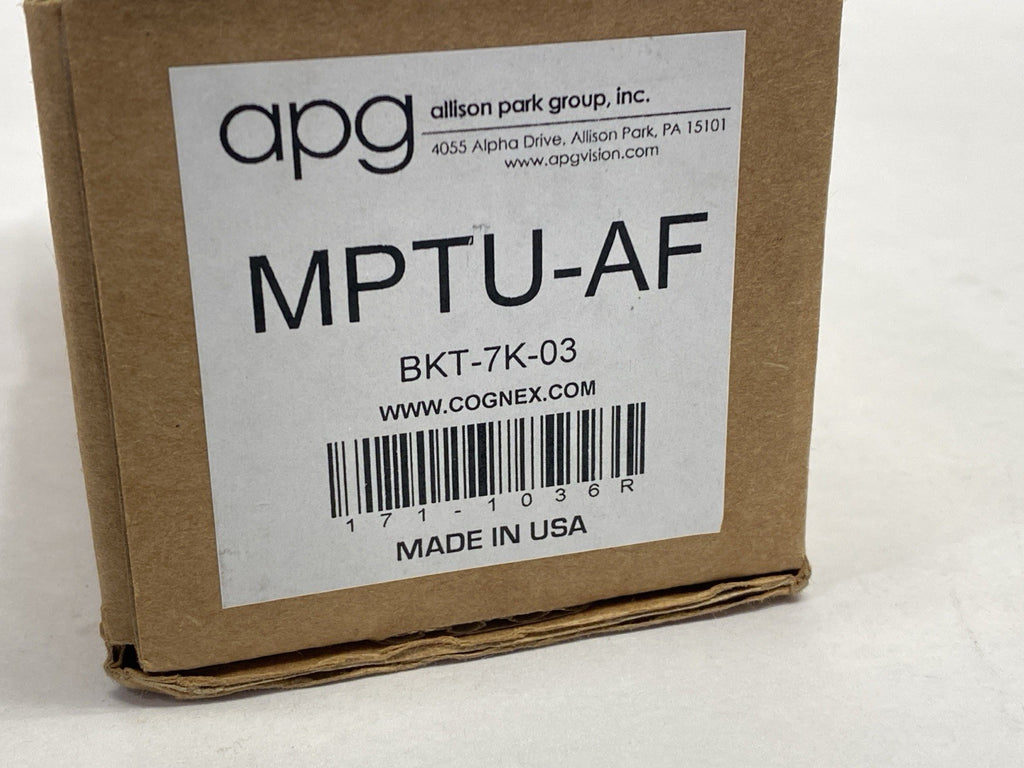 apg allison park group, inc.
4055 Alpha Drive, Allison Park, PA 15101
www.apgvision.com
MPTU-AF
BKT-7K-03
WWW.COGNEX.COM
171-1036R
MADE IN USA